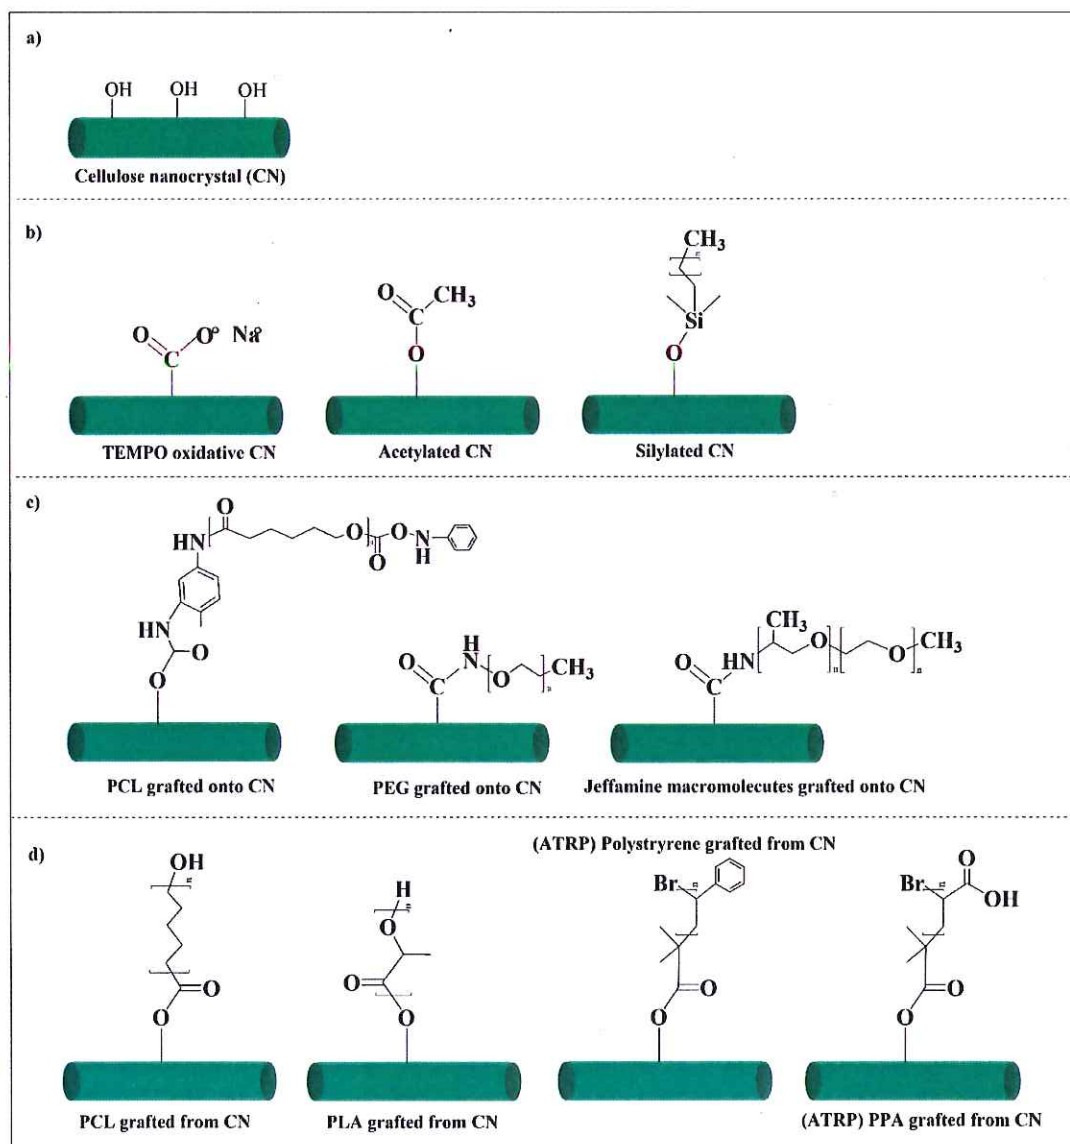 a)
OH OH OH
Cellulose nanocrystal (CN)
b)
O C O Na
O C CH3 O
CH3 n Si O
TEMPO oxidative CN
Acetylated CN
Silylated CN
c)
O HN O O O N H
HN O O
O C N H O n CH3
O C HN CH3 O n O n CH3
PCL grafted onto CN
PEG grafted onto CN
Jeffamine macromolecutes grafted onto CN
d)
(ATRP) Polystryrene grafted from CN
OH n O O
H n O O O
Br n O O
Br n O OH O O
PCL grafted from CN
PLA grafted from CN
(ATRP) PPA grafted from CN